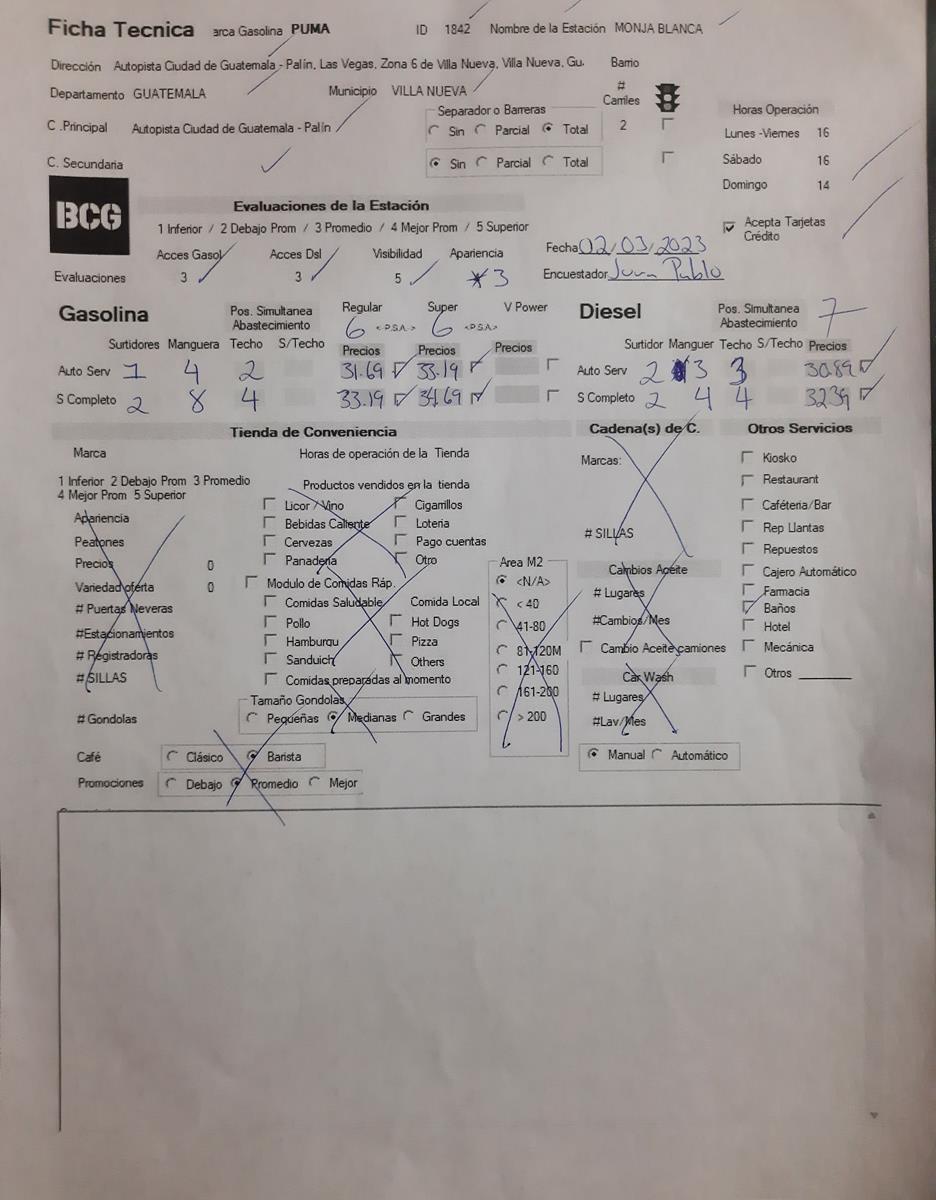 Ficha Tecnica arca Gasolina PUMA ID 1842 Nombre de la Estación MONJA BLANCA
Dirección Autopista Ciudad de Guatemala - Palín, Las Vegas, Zona 6 de Villa Nueva, Villa Nueva, Gu. Barrio
Departamento GUATEMALA Municipio VILLA NUEVA # Carriles
Separador o Barreras Horas Operación
C .Principal Autopista Ciudad de Guatemala - Palín Sin Parcial Total 2 Lunes -Viernes 16
C. Secundaria Sin Parcial Total Sábado 16
Domingo 14
BCG
Evaluaciones de la Estación
1 Inferior / 2 Debajo Prom / 3 Promedio / 4 Mejor Prom / 5 Superior Acepta Tarjetas Crédito
Acces Gasol Acces Dsl Visibilidad Apariencia Fecha 02/03/2023
Evaluaciones 3 3 5 3 Encuestador Juan Pablo
Gasolina Pos. Simultanea Abastecimiento Regular Super V Power Diesel Pos. Simultanea Abastecimiento 7
6 <PSA> 6 <PSA>
Surtidores Manguera Techo S/Techo Precios Precios Precios Surtidor Manguer Techo S/Techo Precios
Auto Serv 1 4 2 31.69 33.19 Auto Serv 2 3 3 30.89
S Completo 2 8 4 33.19 34.69 S Completo 2 4 4 32.39
Tienda de Conveniencia Cadena(s) de C. Otros Servicios
Marca Horas de operación de la Tienda Marcas: Kiosko
1 Inferior 2 Debajo Prom 3 Promedio Productos vendidos en la tienda Restaurant
4 Mejor Prom 5 Superior Licor / Vino Cigarrillos Caféteria/Bar
Apariencia Bebidas Caliente Loteria # SILLAS Rep Llantas
Peatones Cervezas Pago cuentas Repuestos
Precios 0 Panaderia Otro Area M2 Cambios Aceite Cajero Automático
Variedad oferta 0 Modulo de Comidas Ráp. <N/A> # Lugares Farmacia
# Puertas Neveras Comidas Saludable Comida Local < 40 #Cambios/Mes Baños
#Estacionamientos Pollo Hot Dogs 41-80 Hotel
# Registradoras Hamburqu Pizza 81-120M Cambio Aceite camiones Mecánica
# SILLAS Sandwich Others 121-160 Car Wash Otros
Comidas preparadas al momento 161-200 # Lugares
Tamaño Gondolas
# Gondolas Pequeñas Medianas Grandes > 200 #Lav/Mes
Café Clásico Barista Manual Automático
Promociones Debajo Promedio Mejor